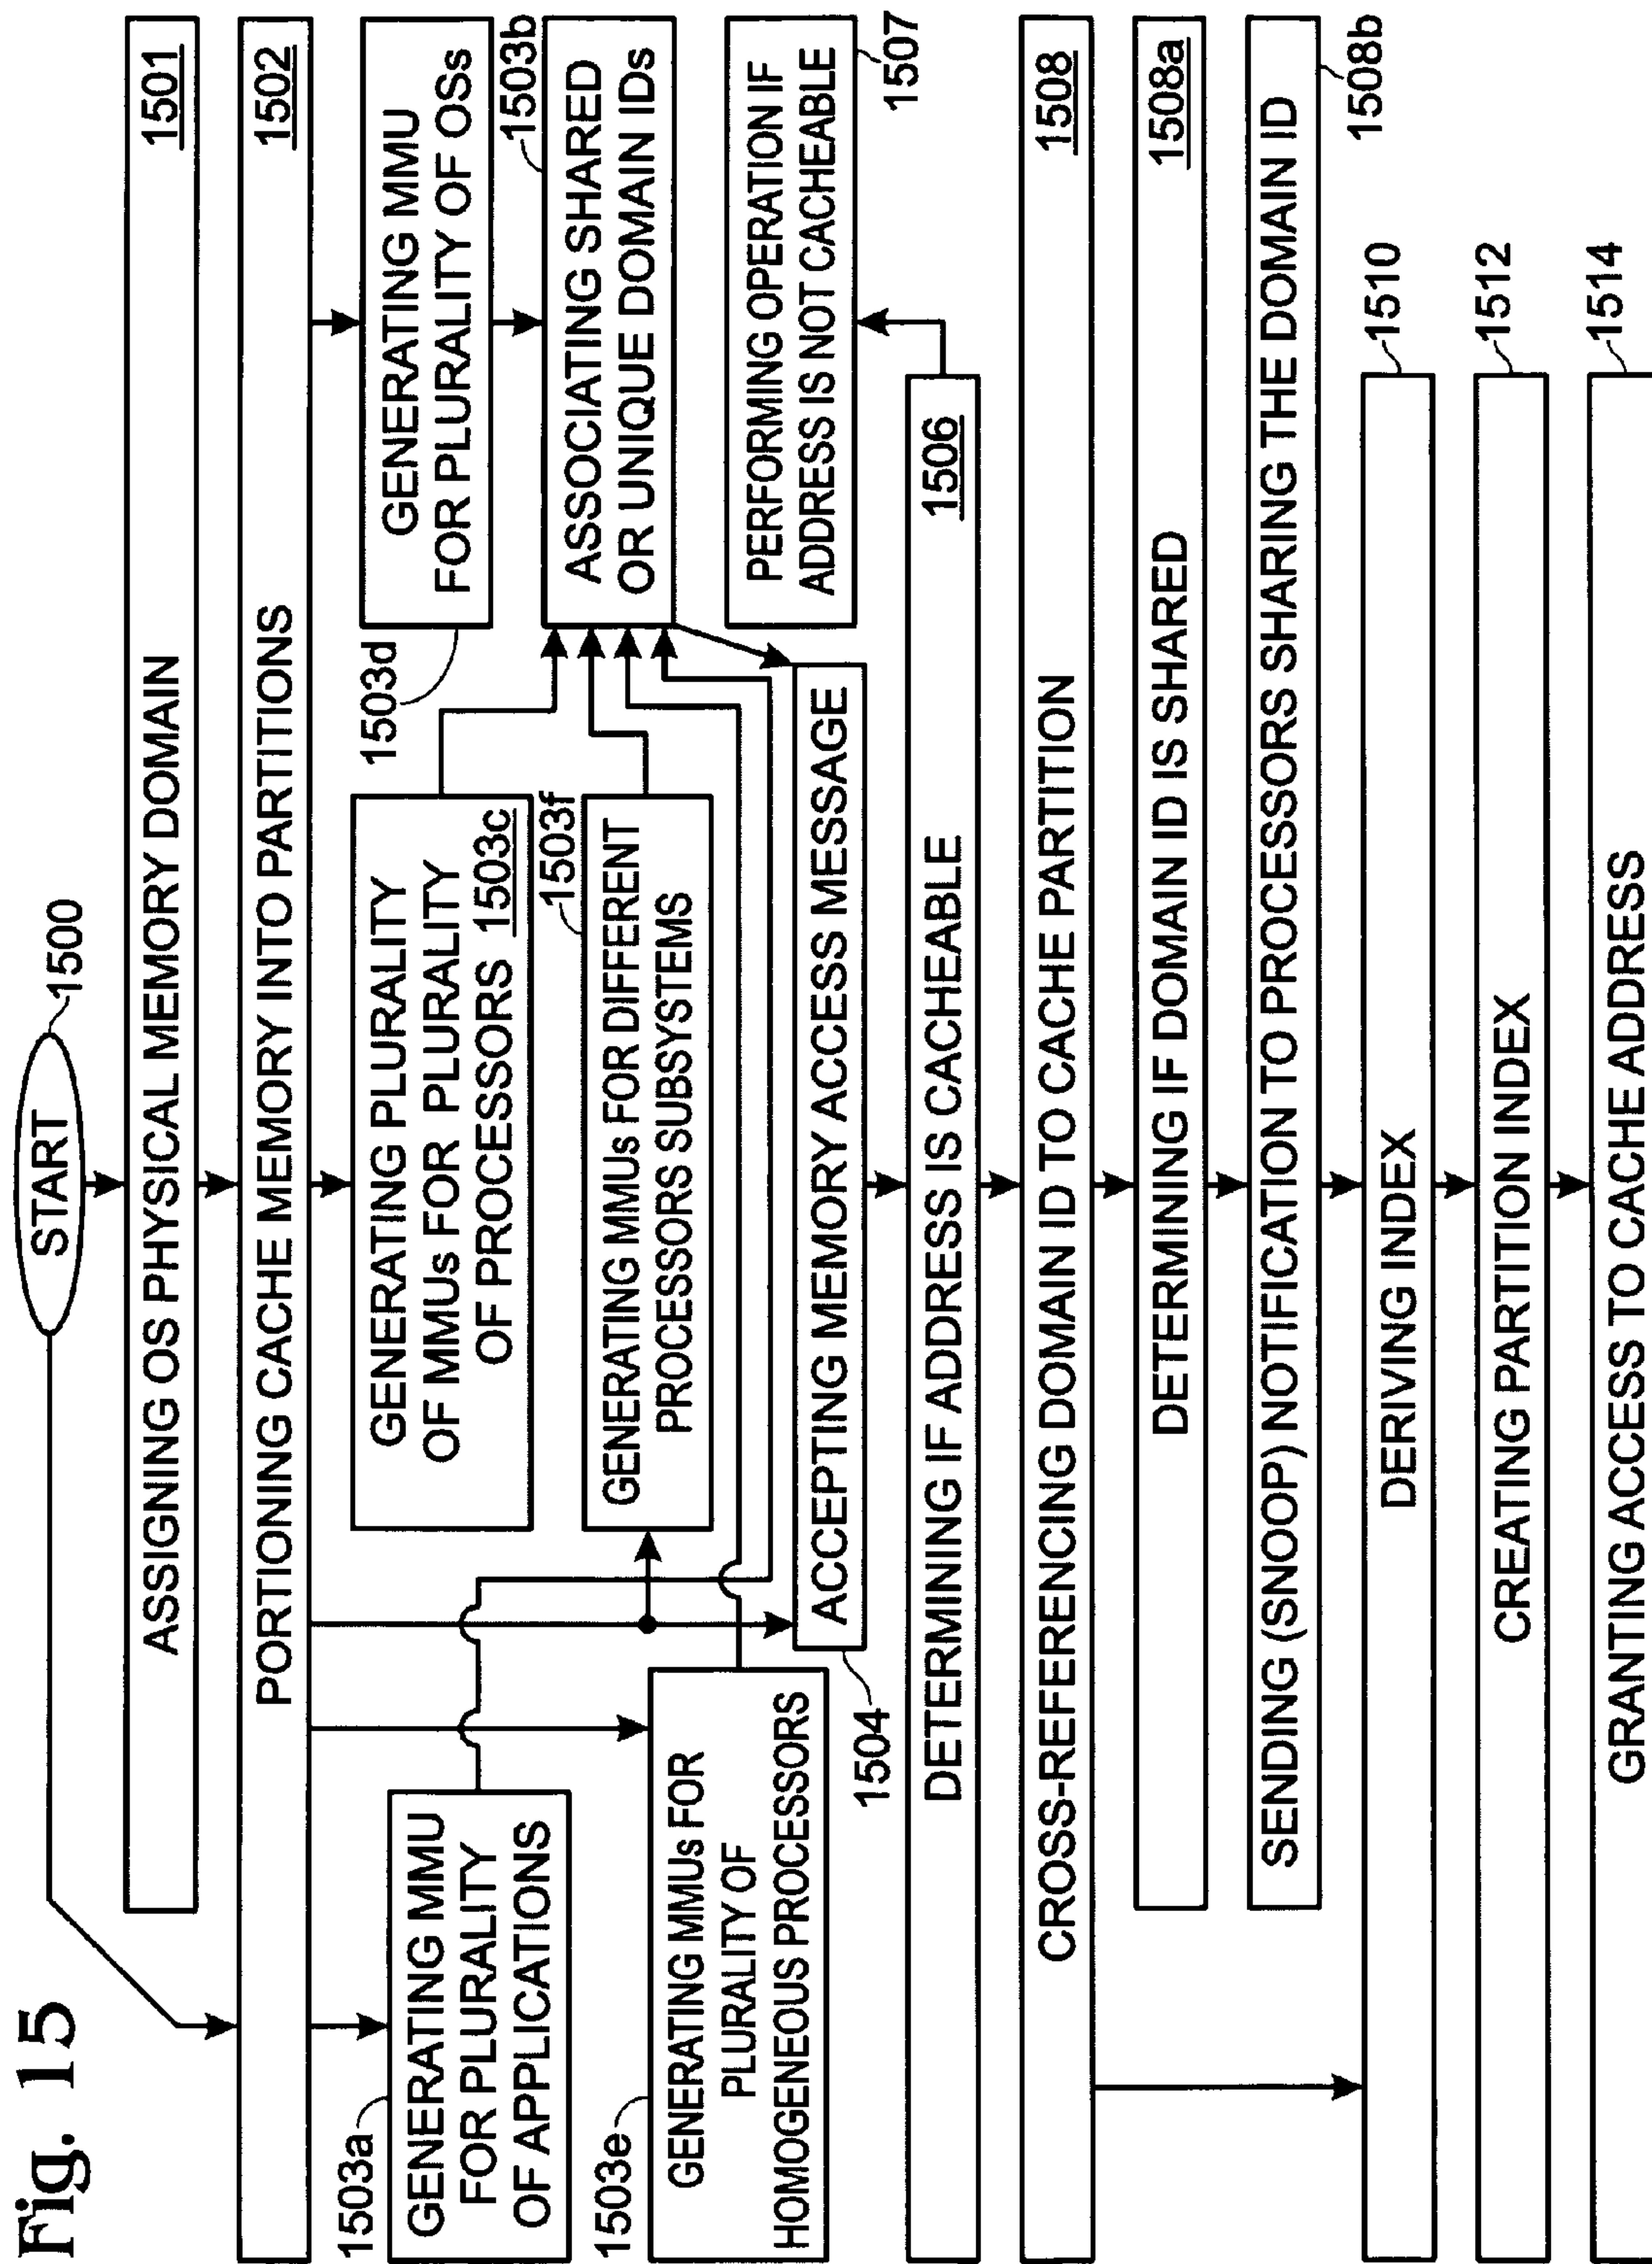 Fig. 15
START
1500
ASSIGNING OS PHYSICAL MEMORY DOMAIN
1501
PORTIONING CACHE MEMORY INTO PARTITIONS
1502
1503a
GENERATING MMU
FOR PLURALITY
OF APPLICATIONS
GENERATING PLURALITY
OF MMUs FOR PLURALITY
OF PROCESSORS 1503c
1503d
GENERATING MMU
FOR PLURALITY OF OSs
1503e
GENERATING MMUs FOR
PLURALITY OF
HOMOGENEOUS PROCESSORS
1503f
GENERATING MMUs FOR DIFFERENT
PROCESSORS SUBSYSTEMS
1503b
ASSOCIATING SHARED
OR UNIQUE DOMAIN IDs
1504
ACCEPTING MEMORY ACCESS MESSAGE
PERFORMING OPERATION IF
ADDRESS IS NOT CACHEABLE
1507
DETERMINING IF ADDRESS IS CACHEABLE
1506
CROSS-REFERENCING DOMAIN ID TO CACHE PARTITION
1508
DETERMINING IF DOMAIN ID IS SHARED
1508a
SENDING (SNOOP) NOTIFICATION TO PROCESSORS SHARING THE DOMAIN ID
1508b
DERIVING INDEX
1510
CREATING PARTITION INDEX
1512
GRANTING ACCESS TO CACHE ADDRESS
1514